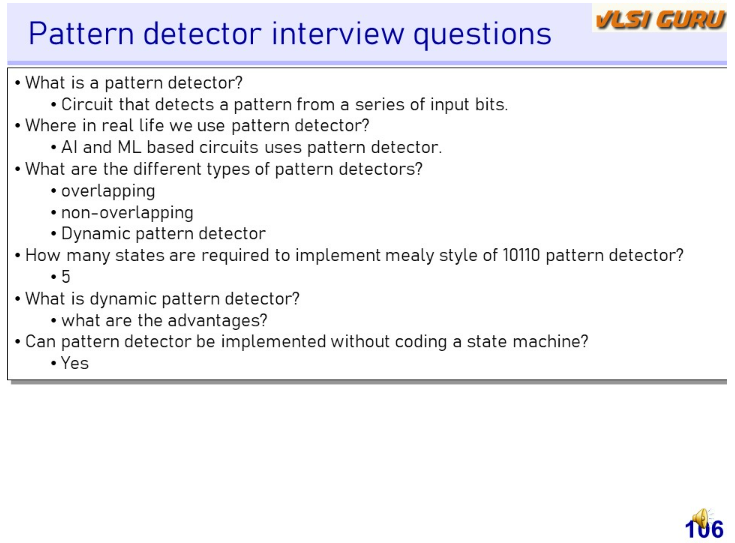 Pattern detector interview questions
VLSI GURU
• What is a pattern detector?
• Circuit that detects a pattern from a series of input bits.
• Where in real life we use pattern detector?
• AI and ML based circuits uses pattern detector.
• What are the different types of pattern detectors?
• overlapping
• non-overlapping
• Dynamic pattern detector
• How many states are required to implement mealy style of 10110 pattern detector?
• 5
• What is dynamic pattern detector?
• what are the advantages?
• Can pattern detector be implemented without coding a state machine?
• Yes
106